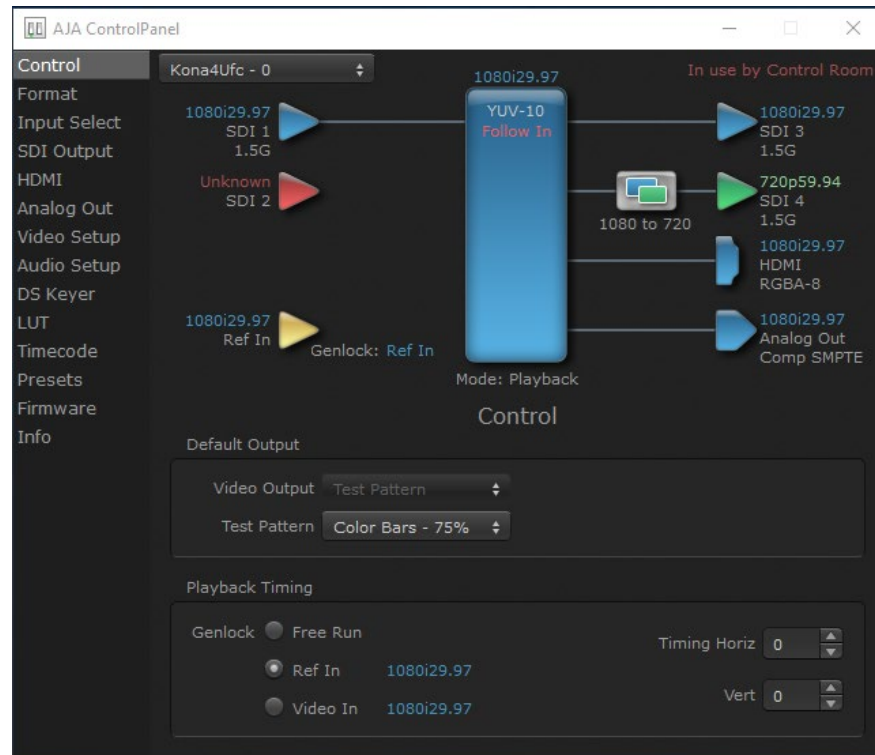 AJA ControlPanel
Control
Format
Input Select
SDI Output
HDMI
Analog Out
Video Setup
Audio Setup
DS Keyer
LUT
Timecode
Presets
Firmware
Info
Kona4Ufc - 0
1080i29.97
In use by Control Room
1080i29.97
SDI 1
1.5G
Unknown
SDI 2
1080i29.97
Ref In
Genlock: Ref In
YUV-10
Follow In
Mode: Playback
1080 to 720
1080i29.97
SDI 3
1.5G
720p59.94
SDI 4
1.5G
1080i29.97
HDMI
RGBA-8
1080i29.97
Analog Out
Comp SMPTE
Control
Default Output
Video Output Test Pattern
Test Pattern Color Bars - 75%
Playback Timing
Genlock Free Run
Ref In 1080i29.97
Video In 1080i29.97
Timing Horiz 0
Vert 0